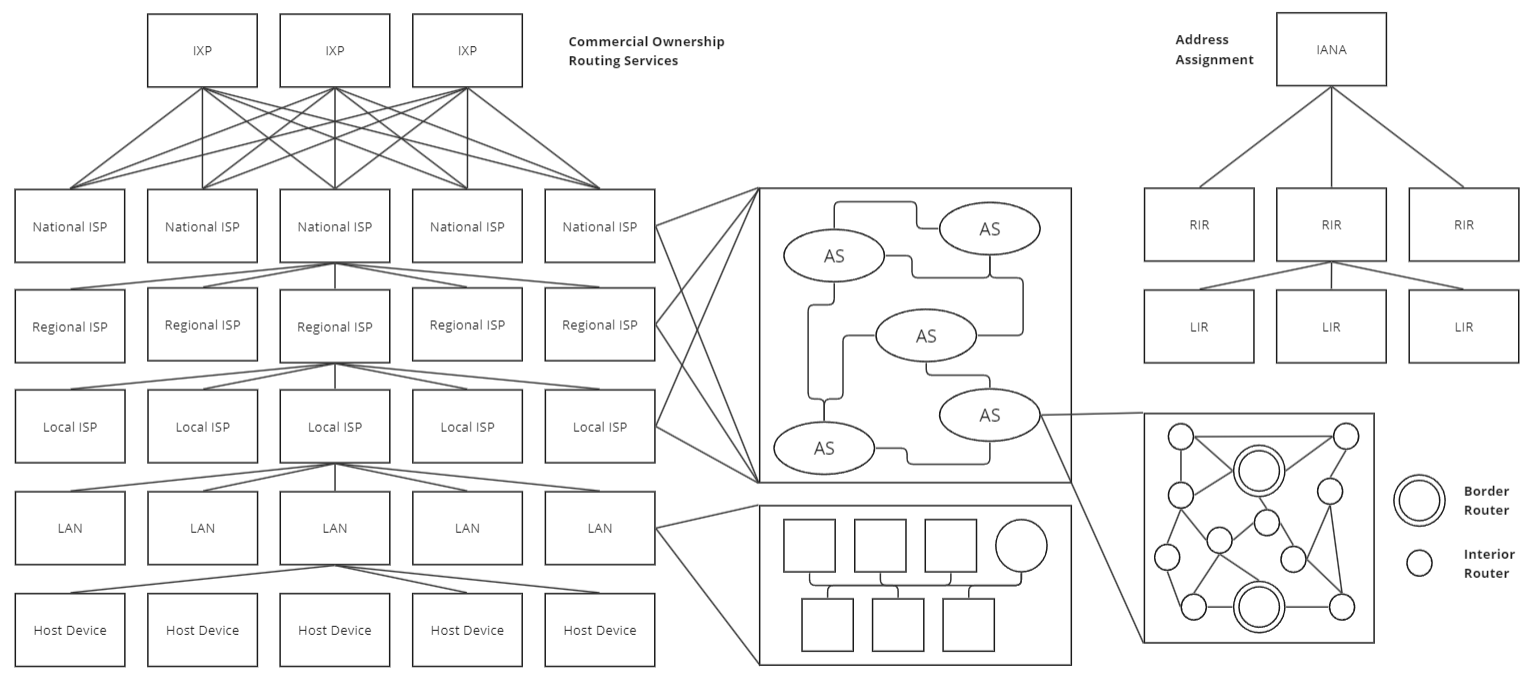 IXP
IXP
IXP
Commercial Ownership
Routing Services
Address
Assignment
IANA
National ISP
National ISP
National ISP
National ISP
National ISP
Regional ISP
Regional ISP
Regional ISP
Regional ISP
Regional ISP
Local ISP
Local ISP
Local ISP
Local ISP
Local ISP
LAN
LAN
LAN
LAN
LAN
Host Device
Host Device
Host Device
Host Device
Host Device
AS
AS
AS
AS
AS
RIR
RIR
RIR
LIR
LIR
LIR
Border
Router
Interior
Router